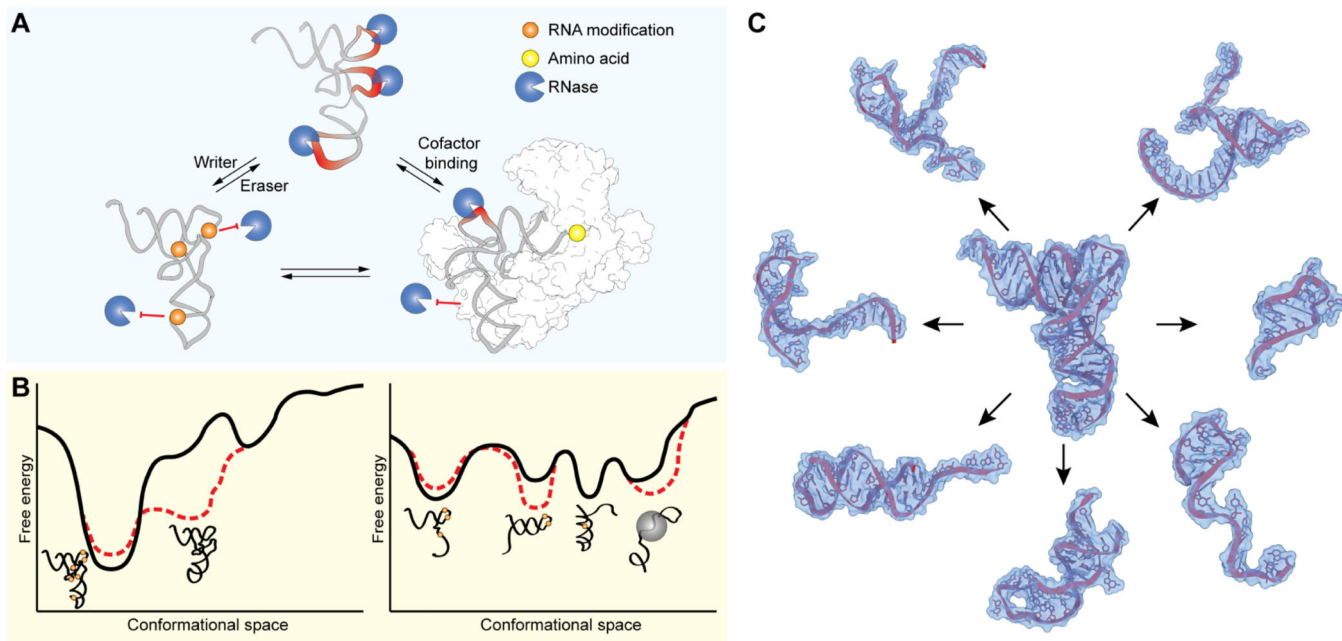 A
RNA modification
Amino acid
RNase
Writer
Eraser
Cofactor
binding
B
Free energy
Conformational space
Free energy
Conformational space
C